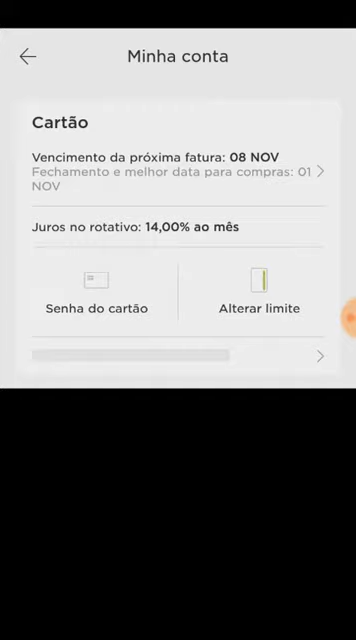 Minha conta
Cartão
Vencimento da próxima fatura: 08 NOV
Fechamento e melhor data para compras: 01
NOV
Juros no rotativo: 14,00% ao mês
Senha do cartão
Alterar limite